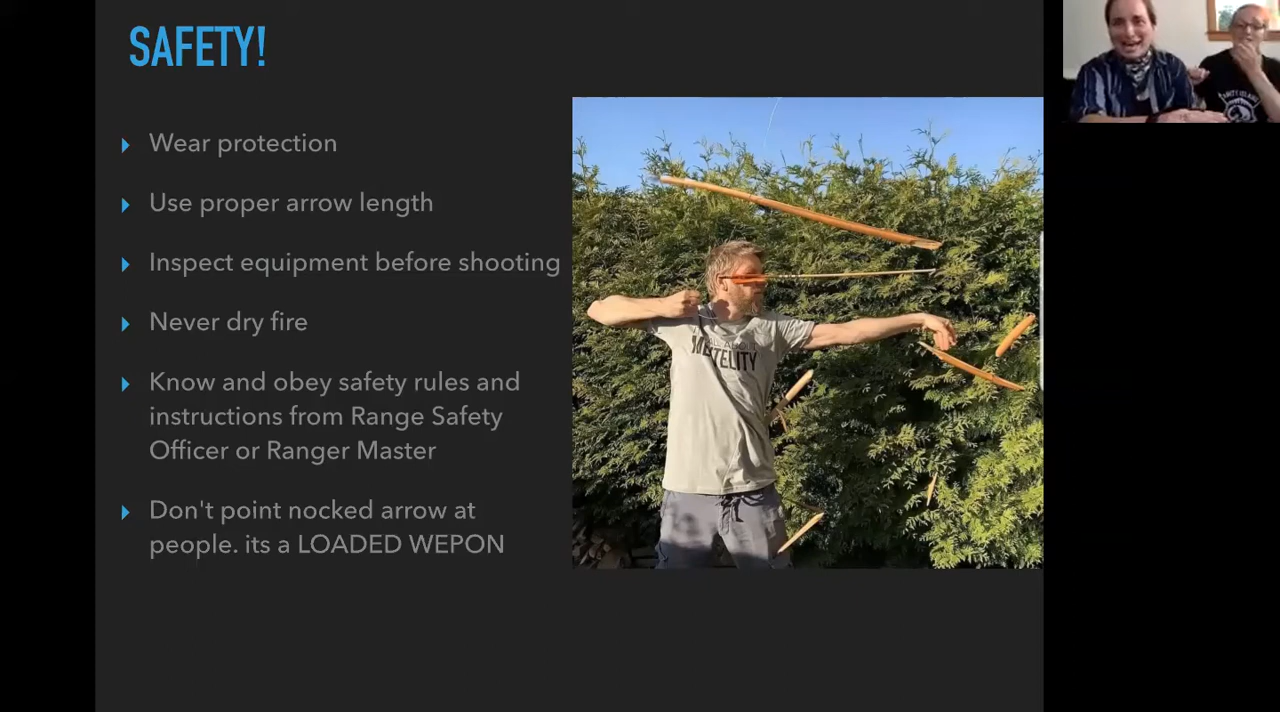 SAFETY!
Wear protection
Use proper arrow length
Inspect equipment before shooting
Never dry fire
Know and obey safety rules and
instructions from Range Safety
Officer or Ranger Master
Don't point nocked arrow at
people. its a LOADED WEPON